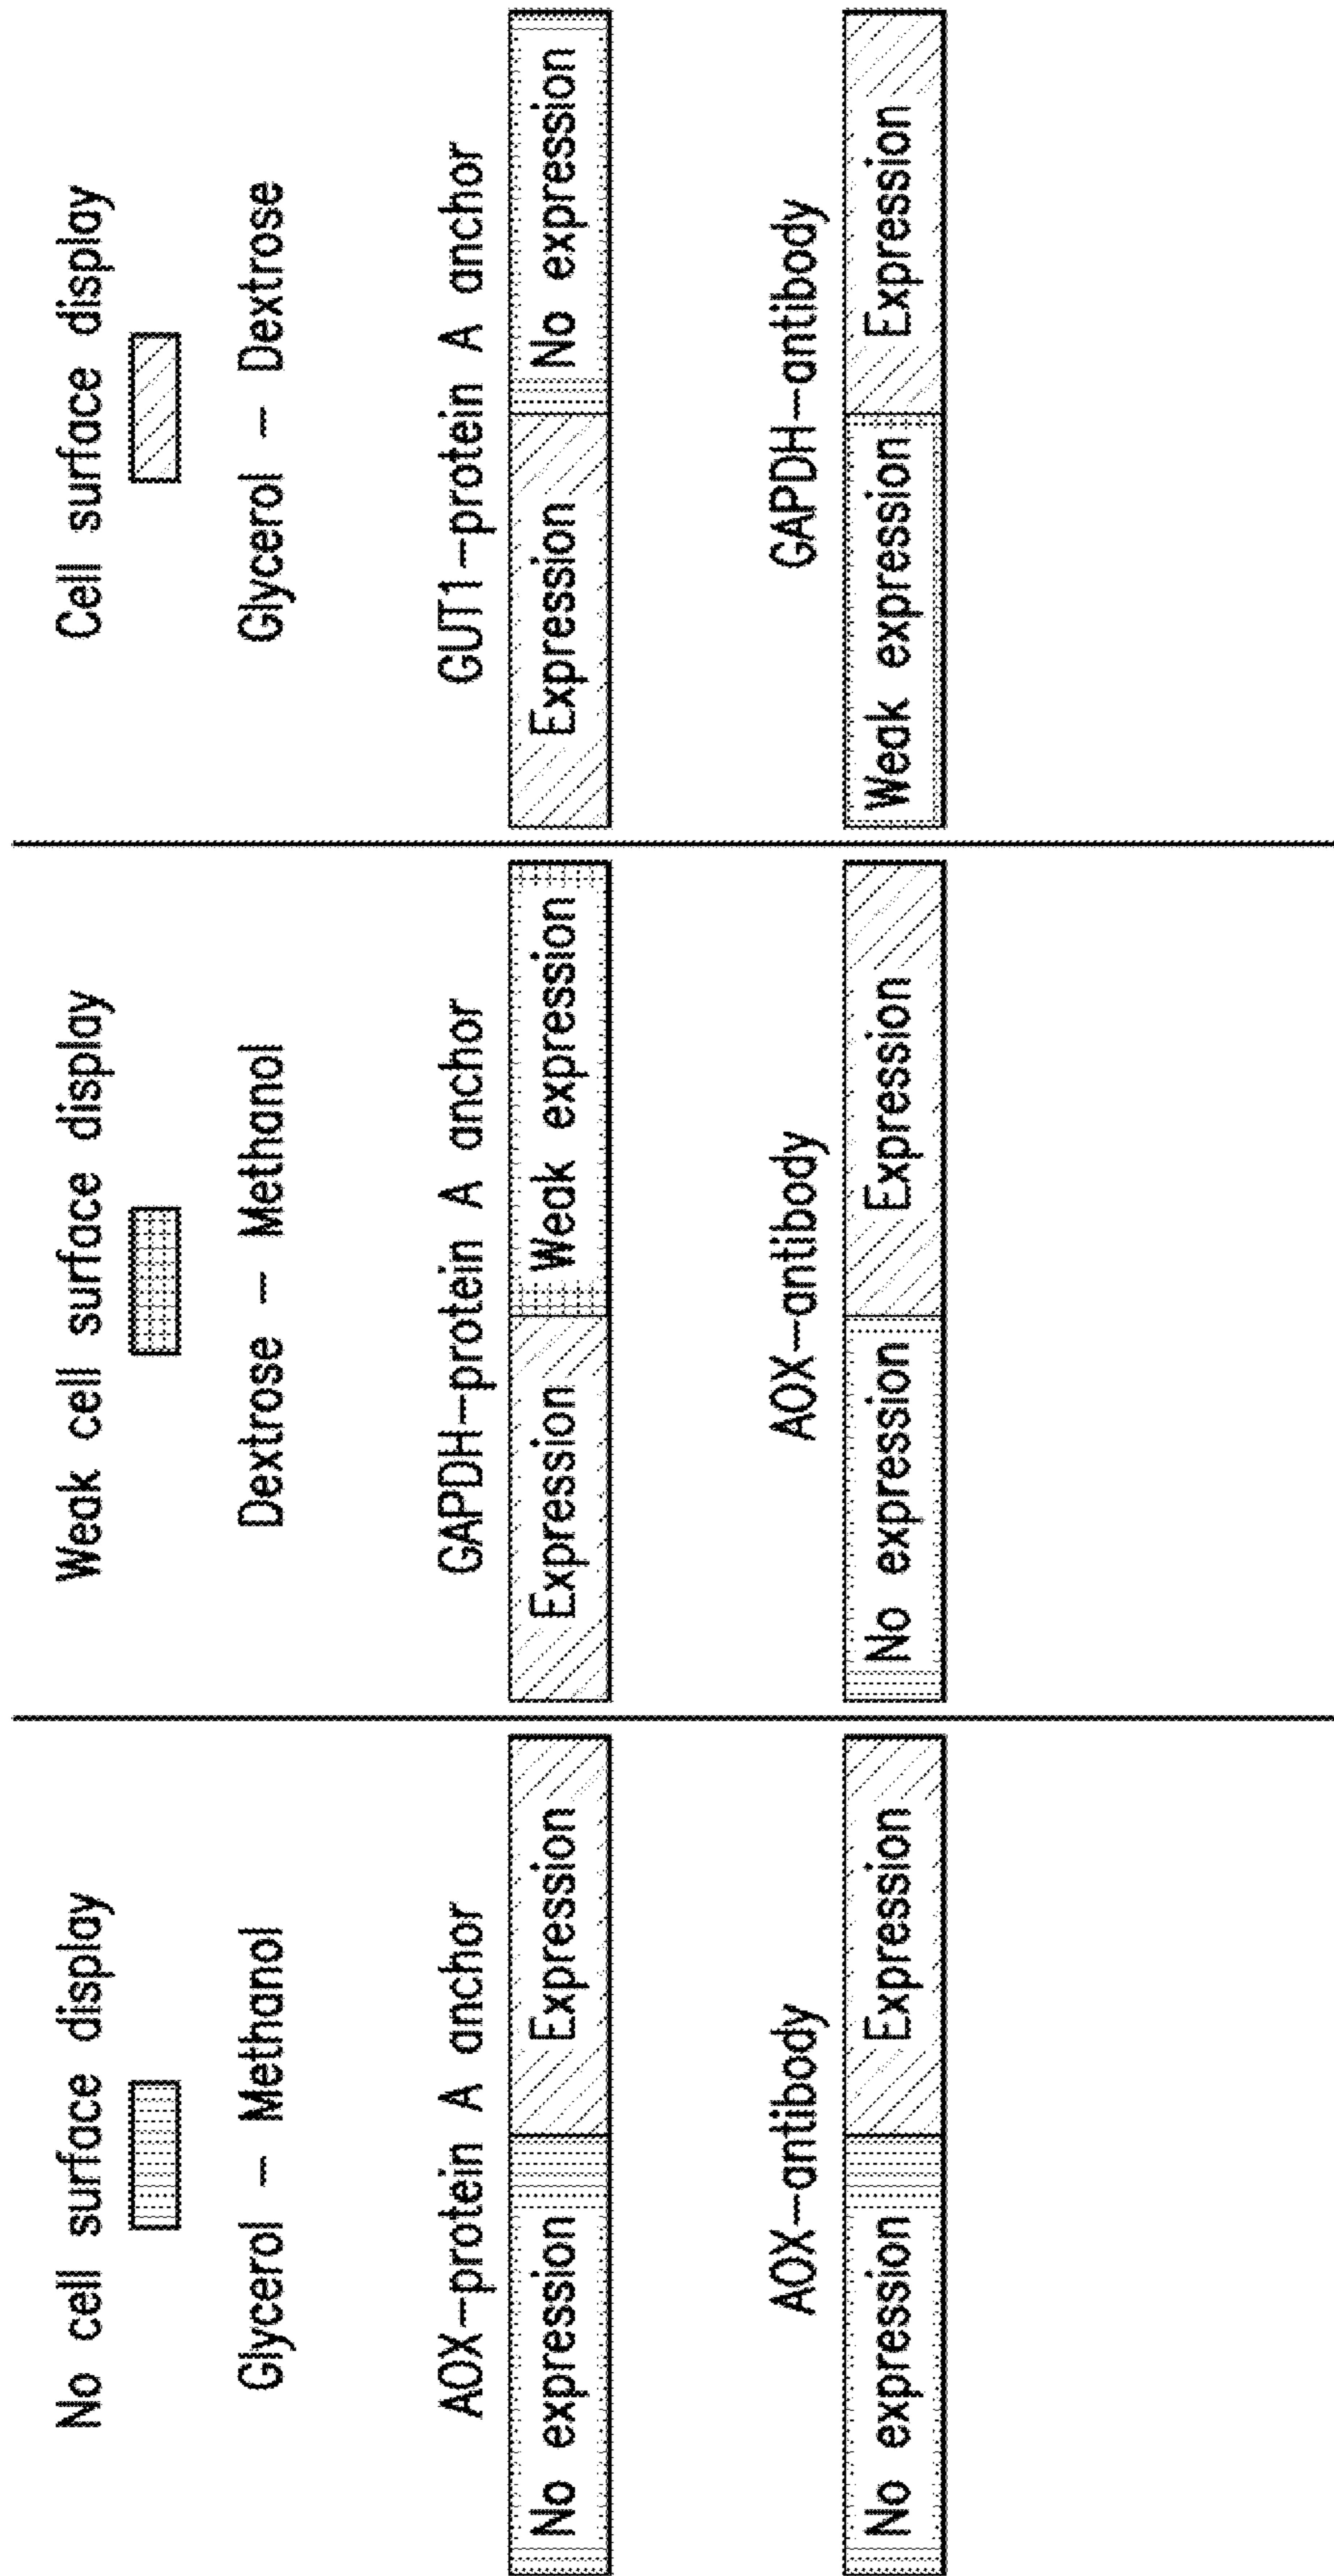 No cell surface display
Glycerol – Methanol
AOX–protein A anchor
No expression
Expression
AOX–antibody
No expression
Expression
Weak cell surface display
Dextrose – Methanol
GAPDH–protein A anchor
Expression
Weak expression
AOX–antibody
No expression
Expression
Cell surface display
Glycerol – Dextrose
GUT1–protein A anchor
Expression
No expression
GAPDH–antibody
Weak expression
Expression